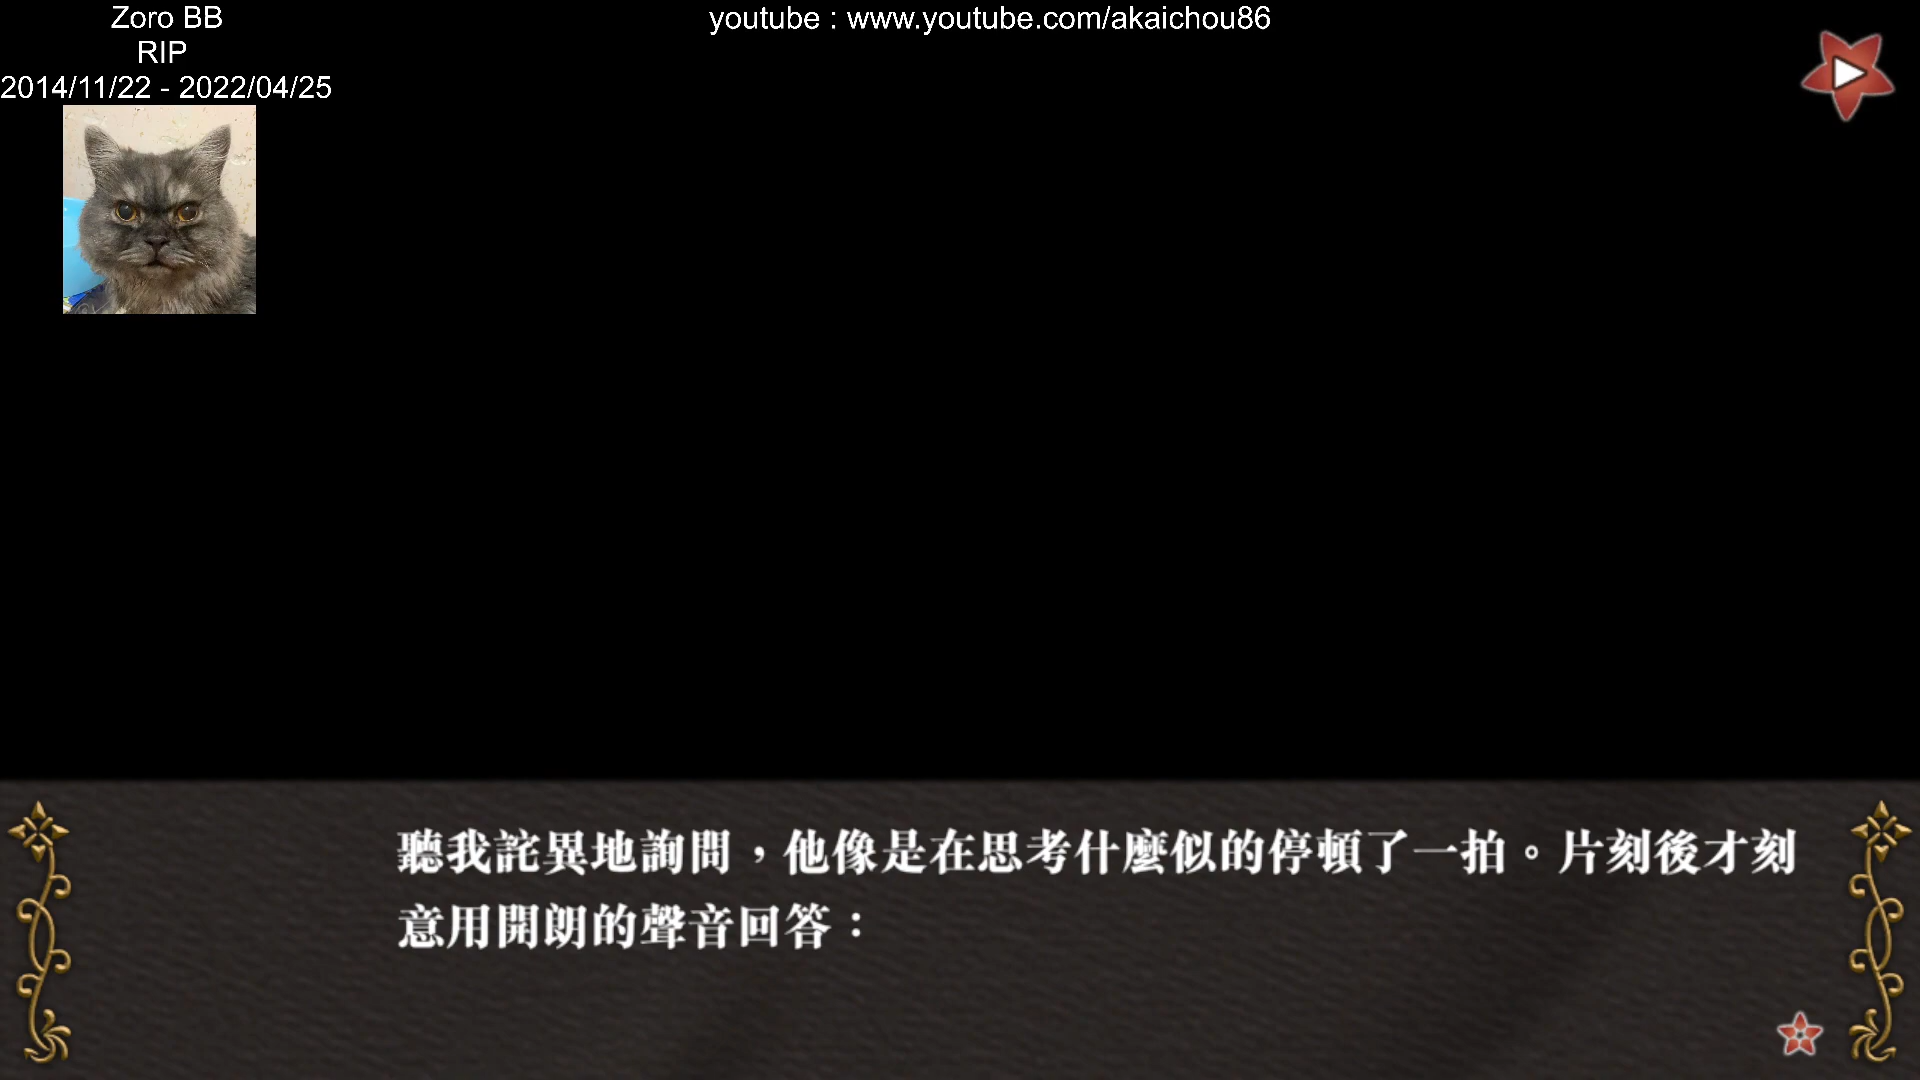 Zoro BB
RIP
2014/11/22 - 2022/04/25
youtube : www.youtube.com/akaichou86
聽我詫異地詢問，他像是在思考什麼似的停頓了一拍。片刻後才刻
意用開朗的聲音回答：